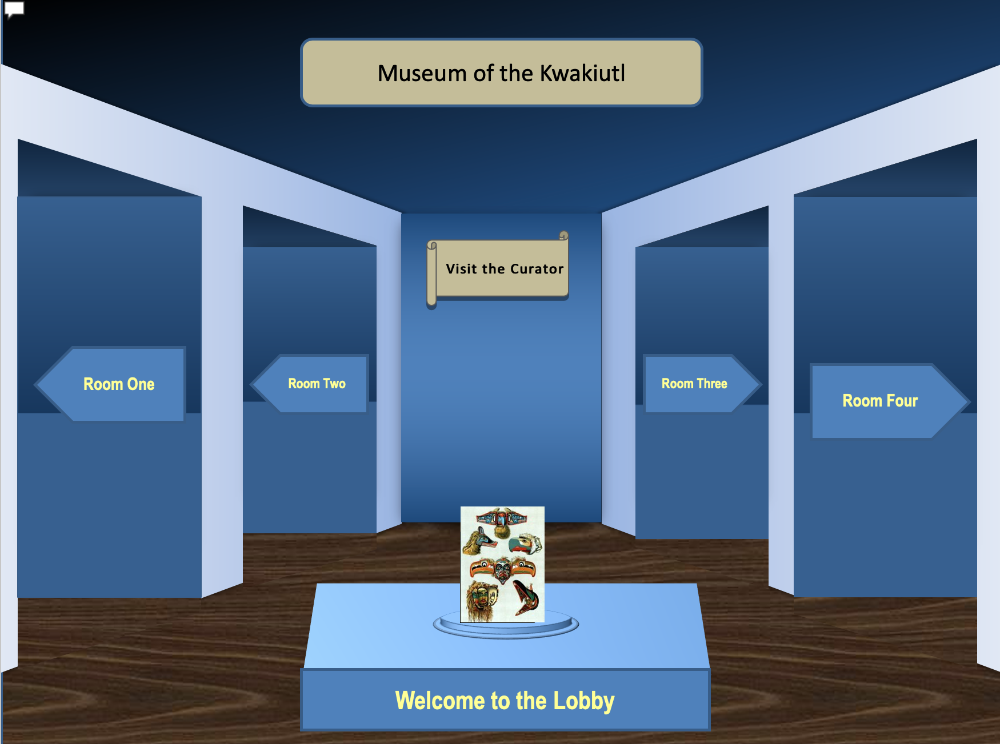 Museum of the Kwakiutl
Visit the Curator
Room One
Room Two
Room Three
Room Four
Welcome to the Lobby